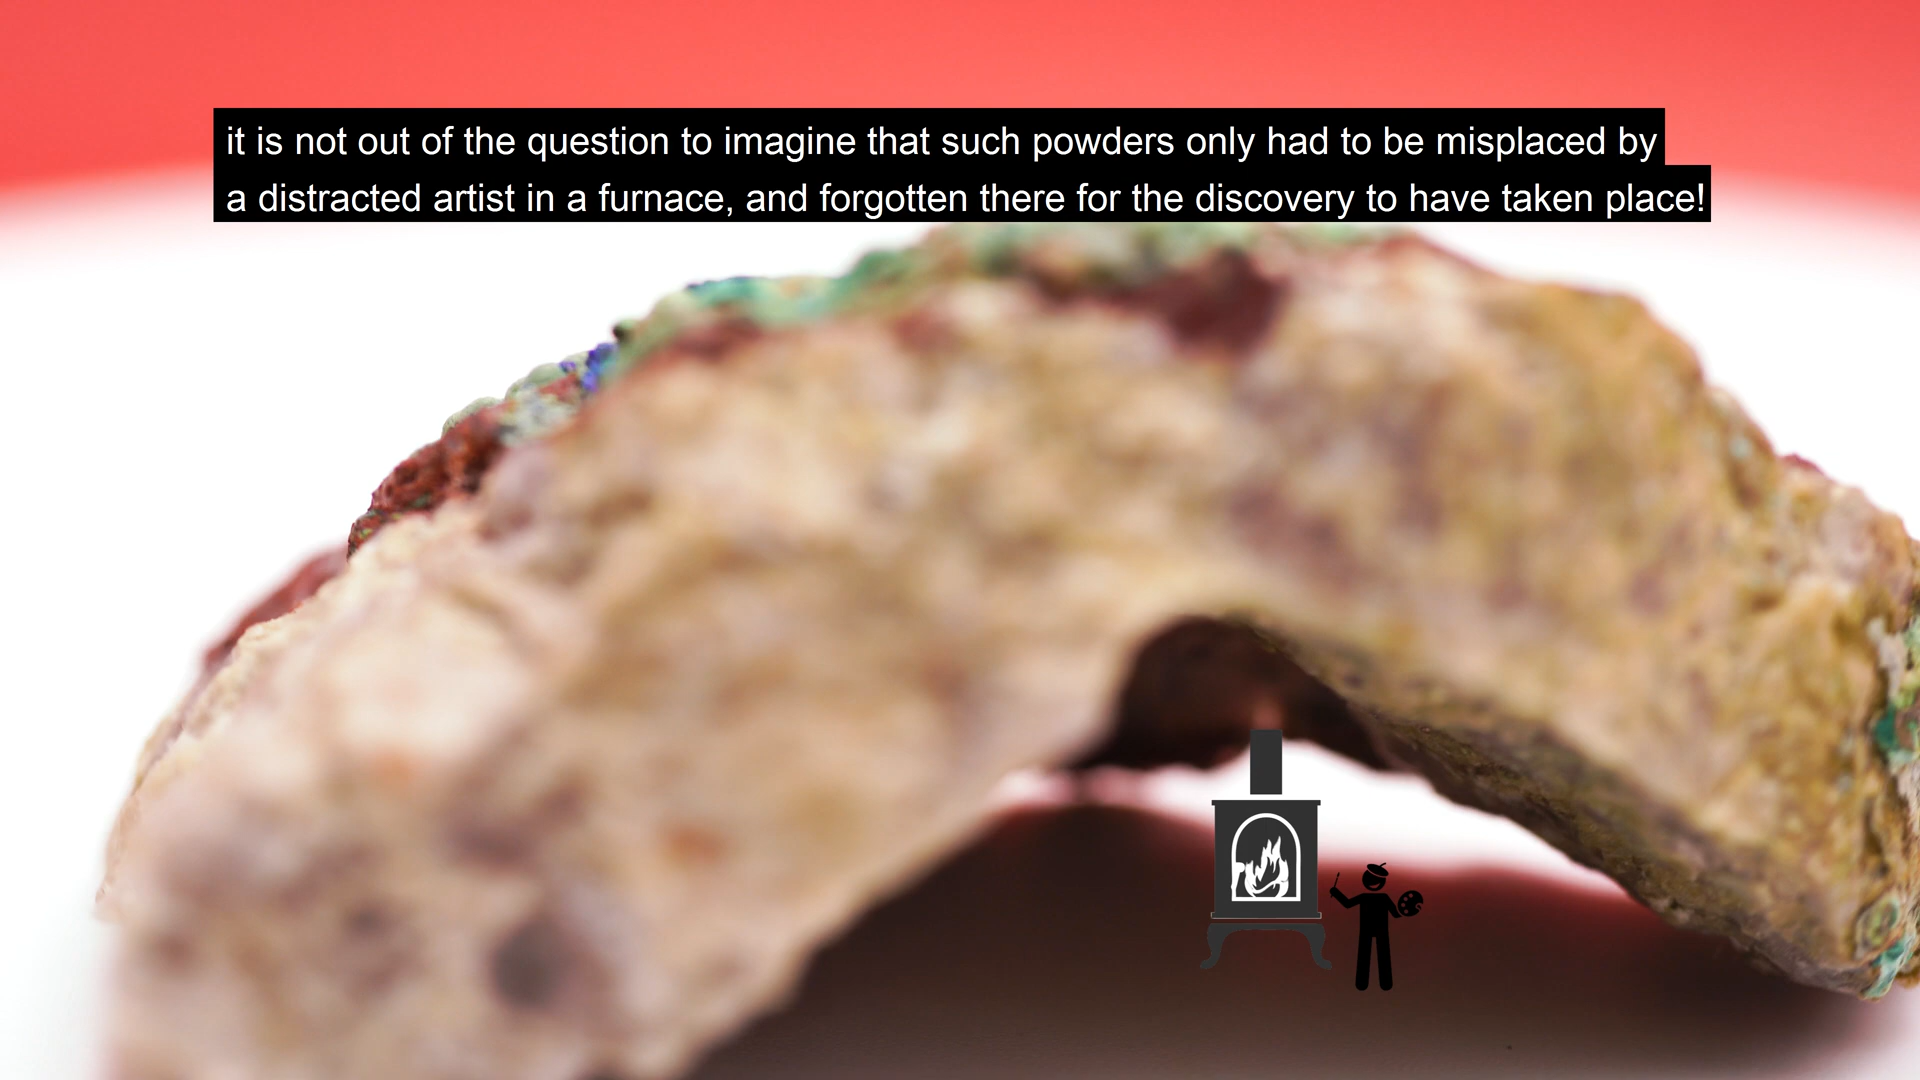 it is not out of the question to imagine that such powders only had to be misplaced by
a distracted artist in a furnace, and forgotten there for the discovery to have taken place!